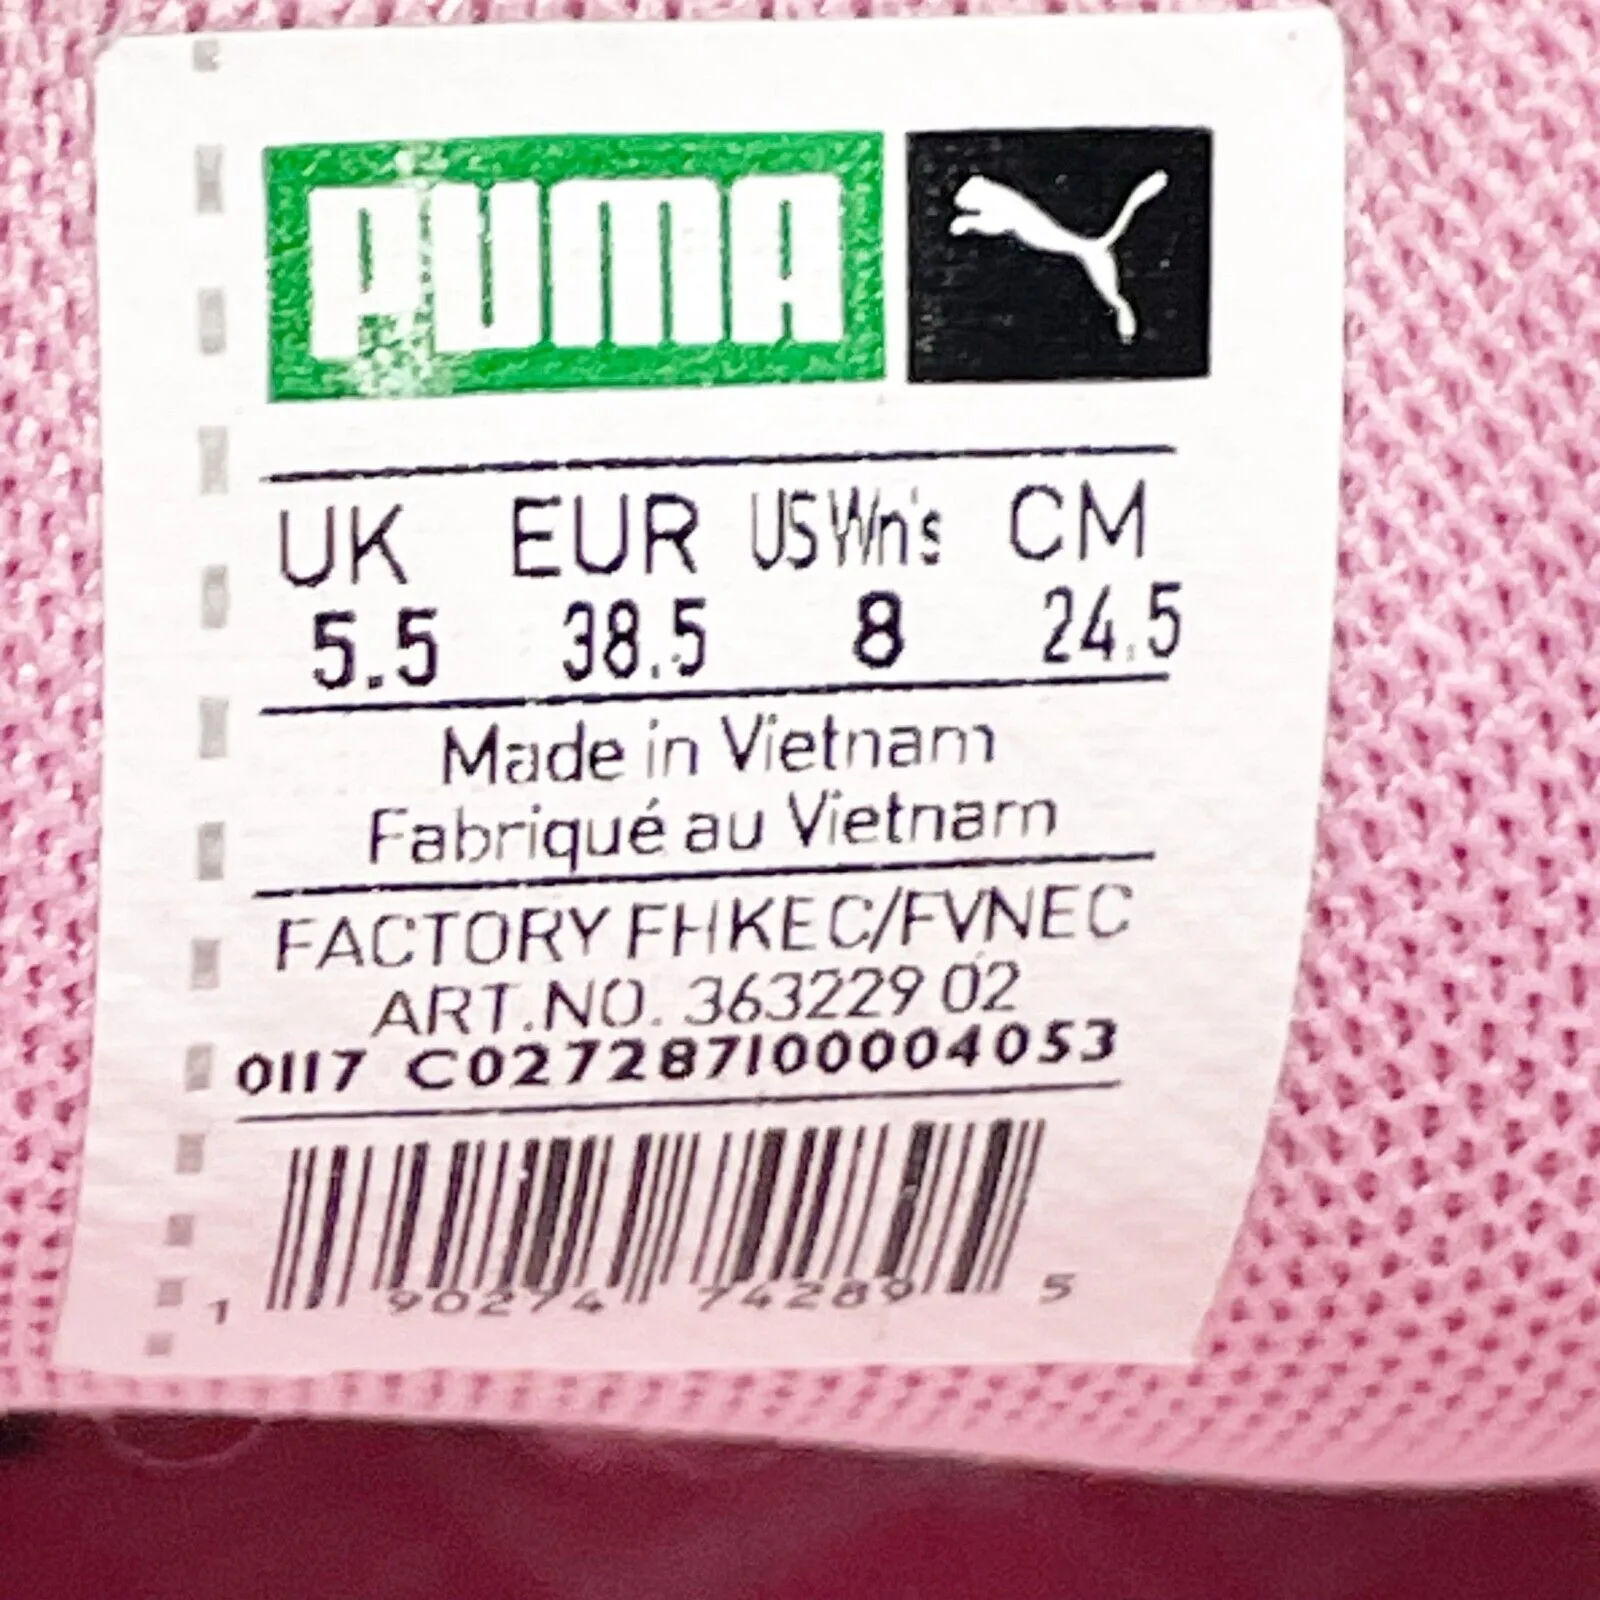 PUMA
UK EUR US Wn's CM
5.5 38.5 8 24.5
Made in Vietnam
Fabriqué au Vietnam
FACTORY FHKEC/FVNEC
ART.NO. 363229 02
0117 C027287100004053
1 90274 74289 5